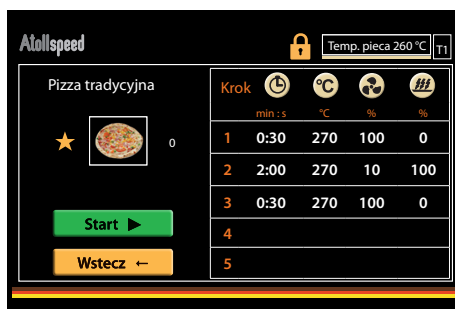 Atollspeed
Temp. pieca 260 °C T1
Pizza tradycyjna
0
Start
Wstecz
Krok °C
min : s °C % %
1 0:30 270 100 0
2 2:00 270 10 100
3 0:30 270 100 0
4
5